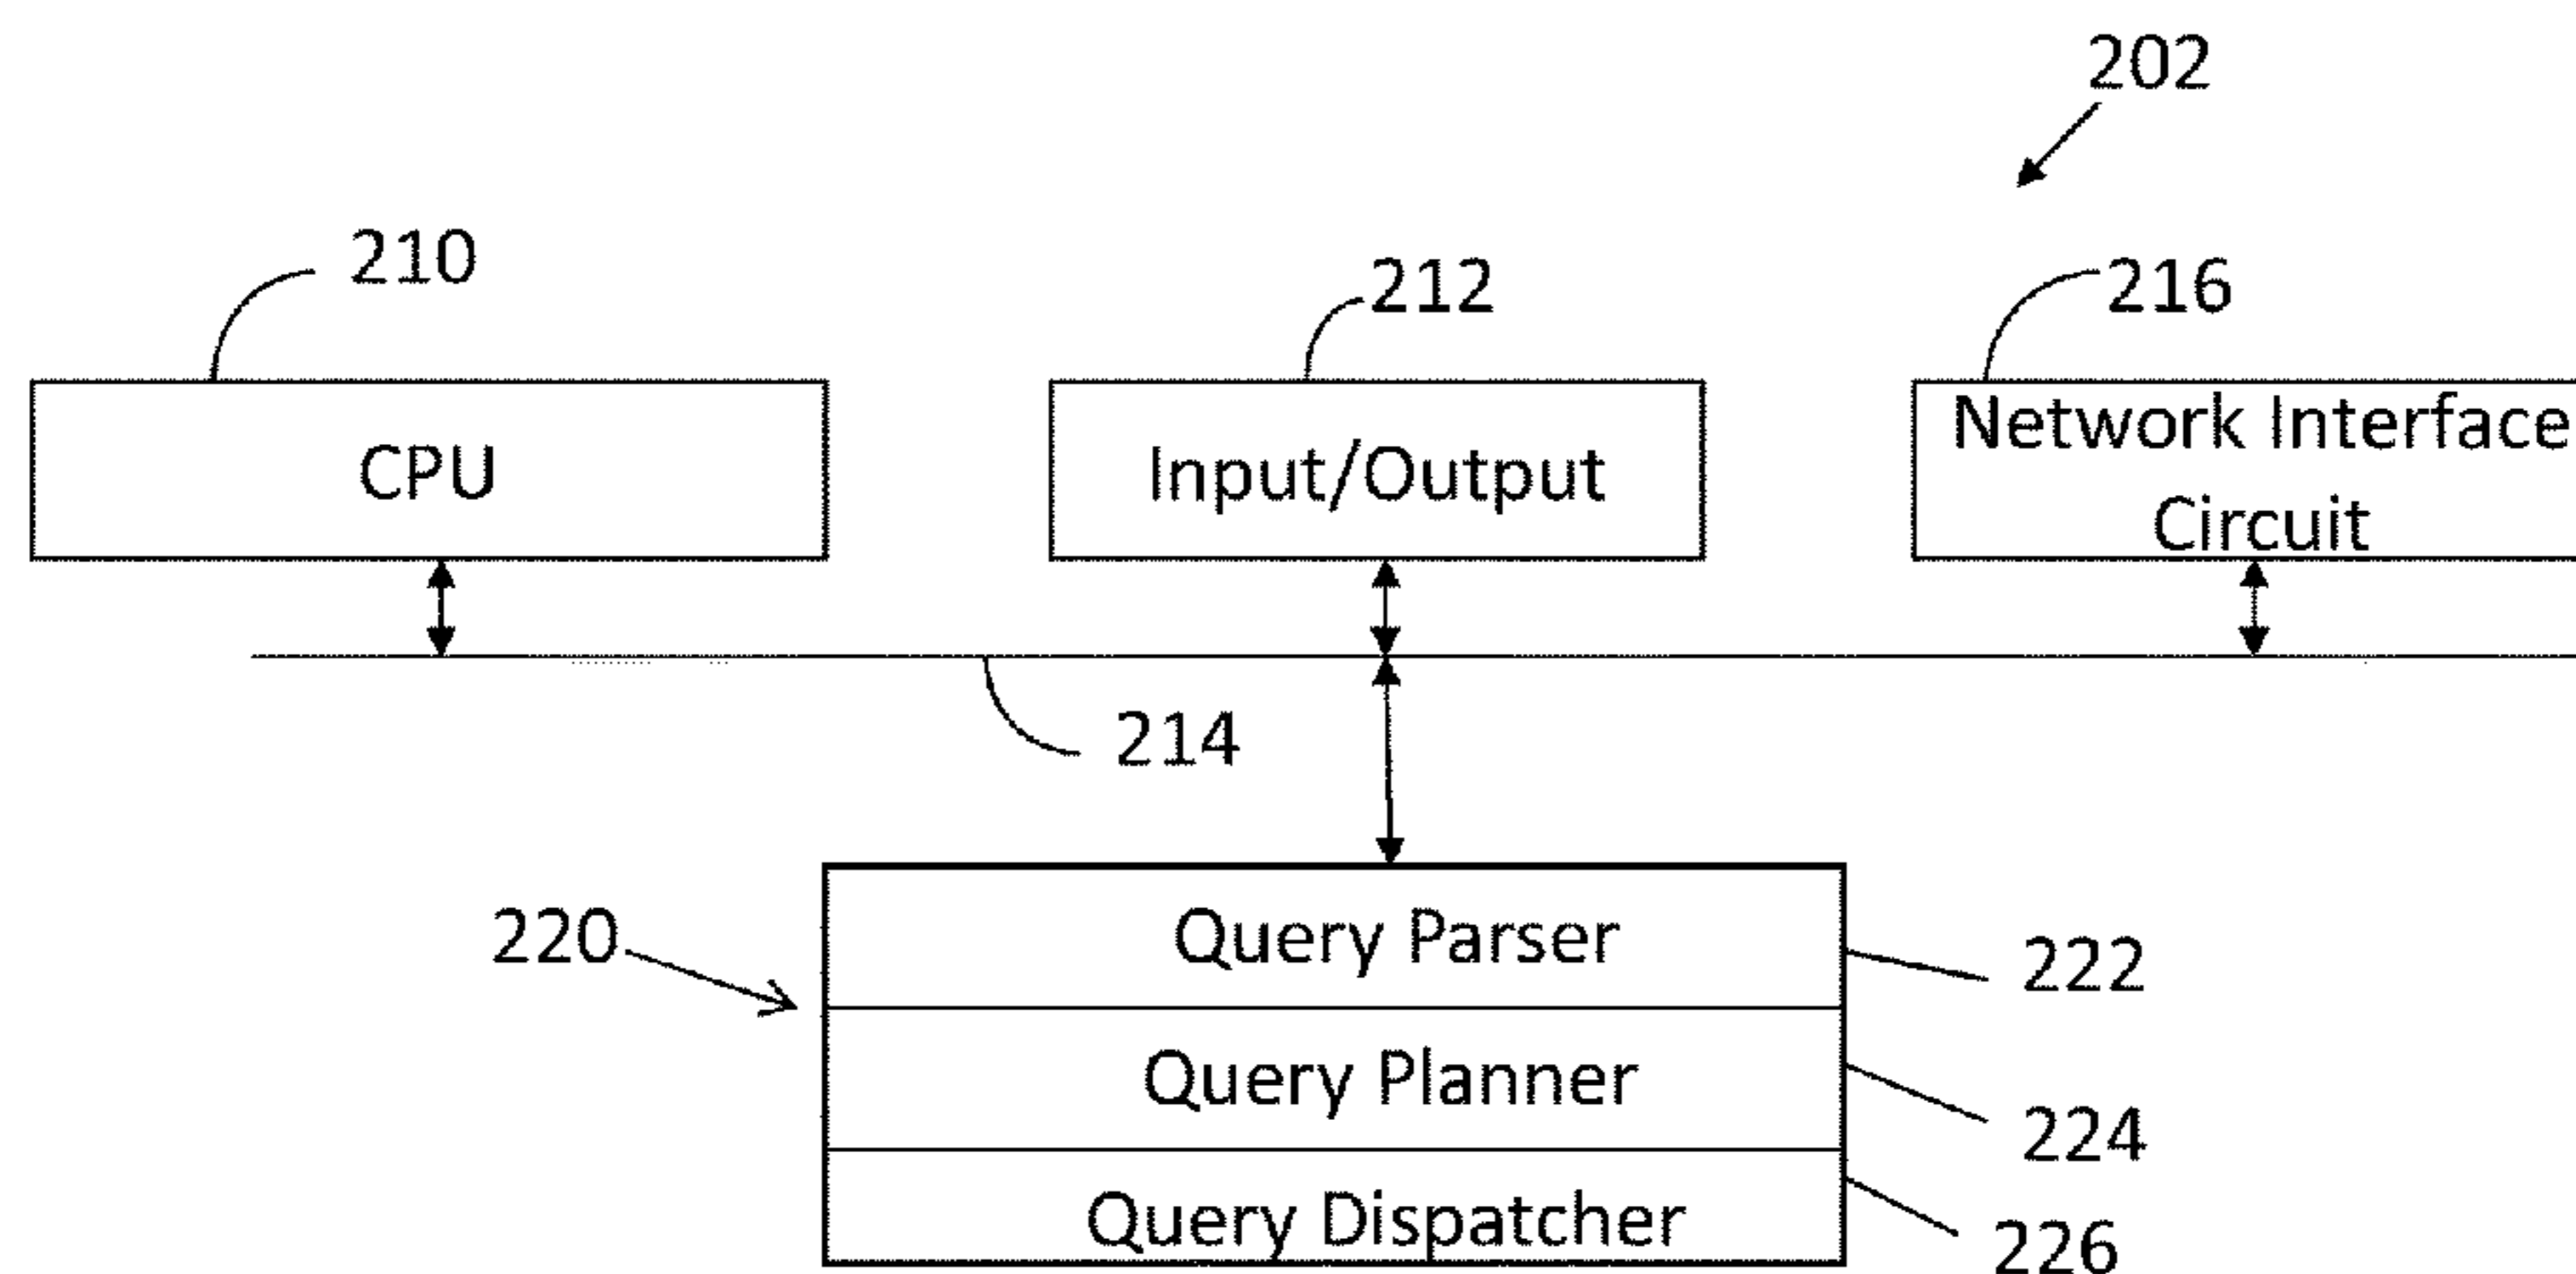 202
210
212
216
CPU
Input/Output
Network Interface
Circuit
214
220
Query Parser
222
Query Planner
224
Query Dispatcher
226